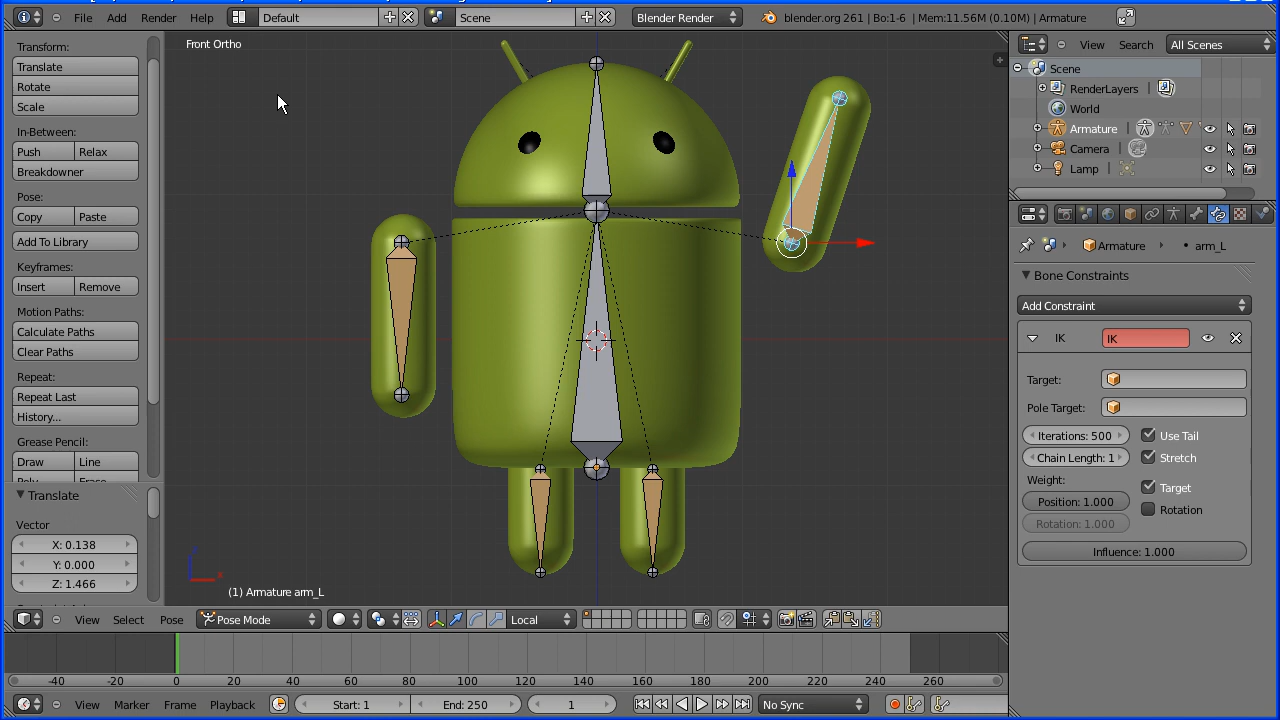 File Add Render Help Default Scene Blender Render blender.org 261 | Bo:1-6 | Mem:11.56M (0.10M) | Armature
Transform:
Translate
Rotate
Scale
In-Between:
Push Relax
Breakdowner
Pose:
Copy Paste
Add To Library
Keyframes:
Insert Remove
Motion Paths:
Calculate Paths
Clear Paths
Repeat:
Repeat Last
History...
Grease Pencil:
Draw Line
Translate
Vector
X: 0.138
Y: 0.000
Z: 1.466
Front Ortho
(1) Armature arm_L
View Search All Scenes
Scene
RenderLayers
World
Armature
Camera
Lamp
Armature arm_L
Bone Constraints
Add Constraint
IK IK
Target:
Pole Target:
Iterations: 500 Use Tail
Chain Length: 1 Stretch
Weight:
Position: 1.000 Target
Rotation: 1.000 Rotation
Influence: 1.000
View Select Pose Pose Mode Local
-40 -20 0 20 40 60 80 100 120 140 160 180 200 220 240 260
View Marker Frame Playback Start: 1 End: 250 1 No Sync